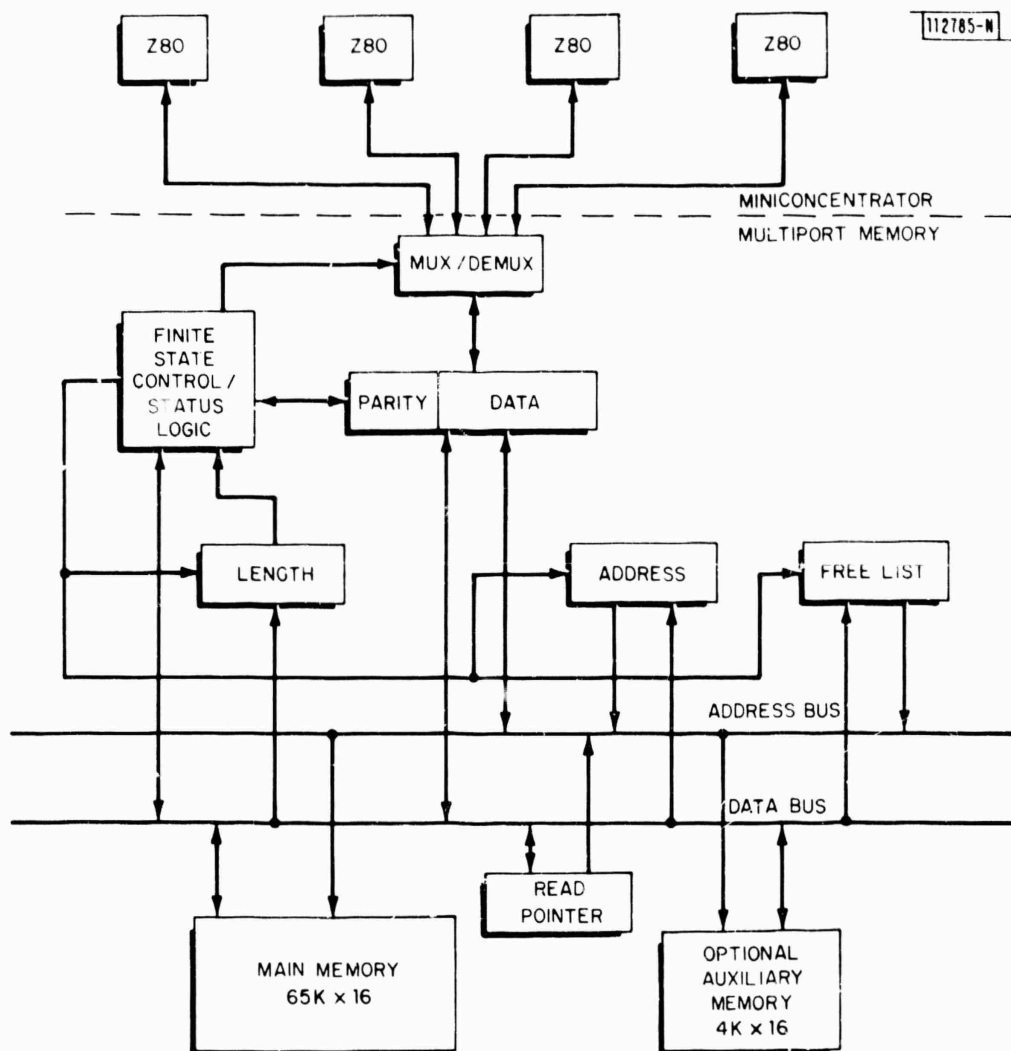 112785-N
Z80
Z80
Z80
Z80
MINICONCENTRATOR
MULTIPORT MEMORY
MUX/DEMUX
FINITE
STATE
CONTROL/
STATUS
LOGIC
PARITY
DATA
LENGTH
ADDRESS
FREE LIST
ADDRESS BUS
DATA BUS
READ
POINTER
MAIN MEMORY
65K x 16
OPTIONAL
AUXILIARY
MEMORY
4K x 16